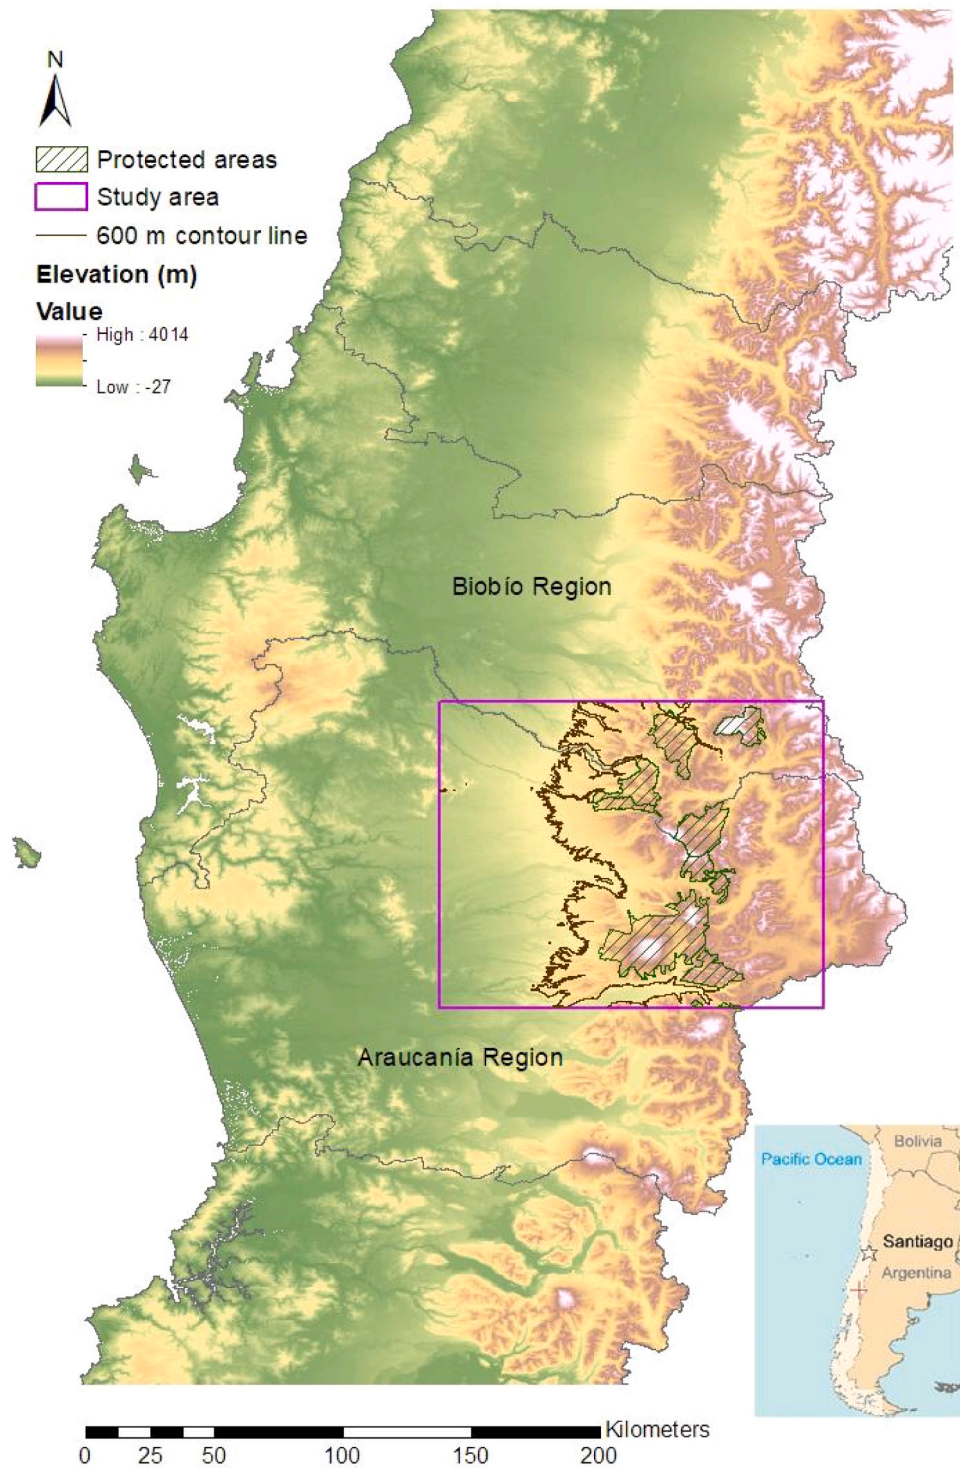 N
Protected areas
Study area
600 m contour line
Elevation (m)
Value
High : 4014
Low : -27
Biobío Region
Araucanía Region
Bolivia
Pacific Ocean
Santiago
Argentina
Kilometers
0 25 50 100 150 200